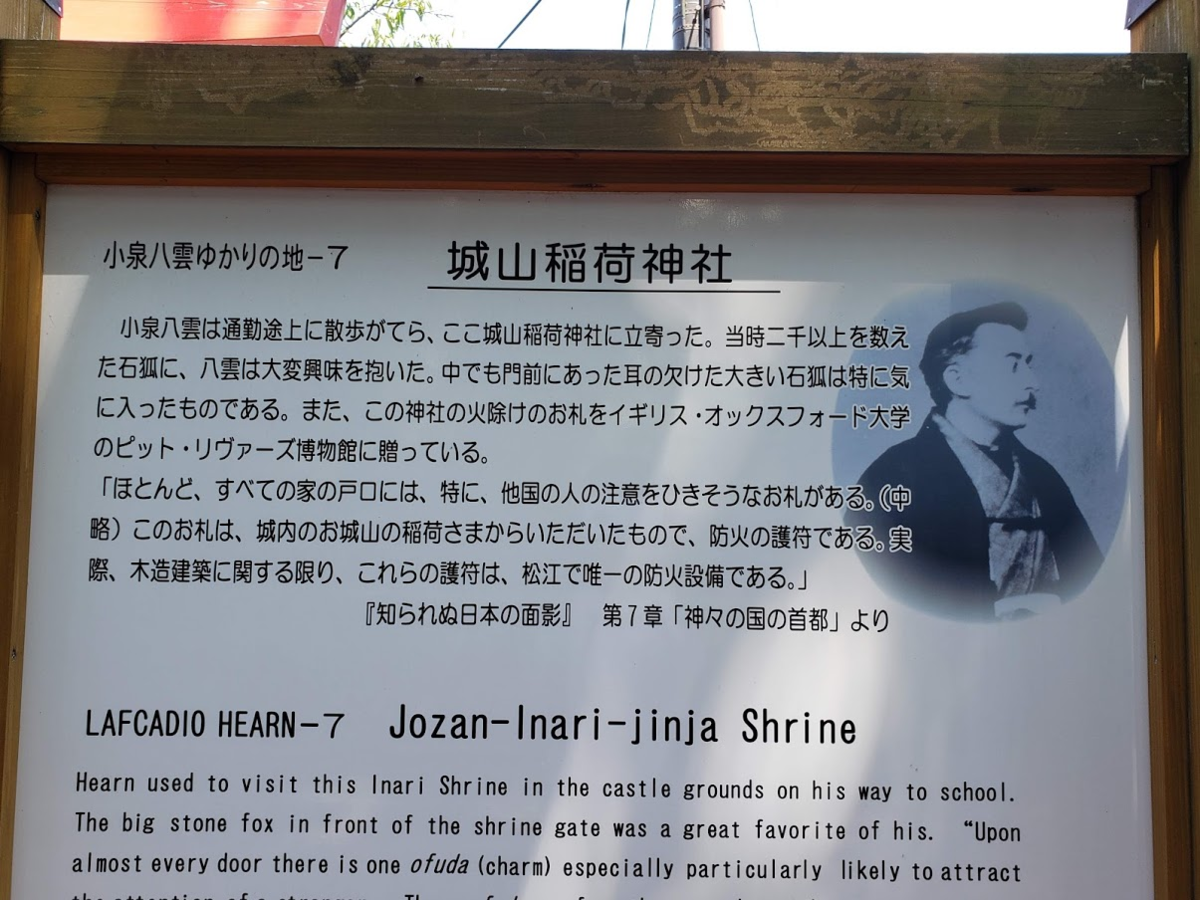 小泉八雲ゆかりの地－7
城山稲荷神社
小泉八雲は通勤途上に散歩がてら、ここ城山稲荷神社に立寄った。当時二千以上を数え
た石狐に、八雲は大変興味を抱いた。中でも門前にあった耳の欠けた大きい石狐は特に気
に入ったものである。また、この神社の火除けのお札をイギリス・オックスフォード大学
のピット・リヴァーズ博物館に贈っている。
「ほとんど、すべての家の戸口には、特に、他国の人の注意をひきそうなお札がある。（中
略）このお札は、城内のお城山の稲荷さまからいただいたもので、防火の護符である。実
際、木造建築に関する限り、これらの護符は、松江で唯一の防火設備である。」
『知られぬ日本の面影』　第7章「神々の国の首都」より
LAFCADIO HEARN－7　Jozan-Inari-jinja Shrine
Hearn used to visit this Inari Shrine in the castle grounds on his way to school.
The big stone fox in front of the shrine gate was a great favorite of his. “Upon
almost every door there is one ofuda (charm) especially particularly likely to attract